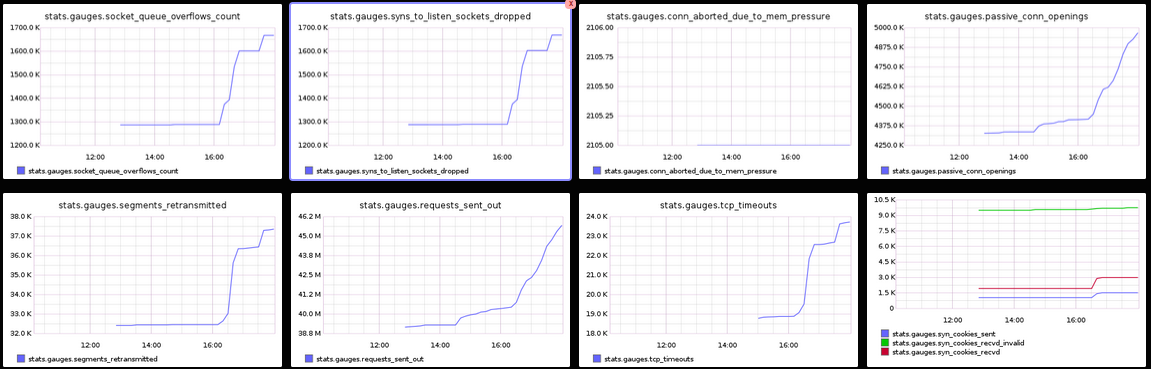 stats.gauges.socket_queue_overflows_count
1700.0 K
1600.0 K
1500.0 K
1400.0 K
1300.0 K
1200.0 K
12:00 14:00 16:00
stats.gauges.socket_queue_overflows_count
X
stats.gauges.syns_to_listen_sockets_dropped
1700.0 K
1600.0 K
1500.0 K
1400.0 K
1300.0 K
1200.0 K
12:00 14:00 16:00
stats.gauges.syns_to_listen_sockets_dropped
stats.gauges.conn_aborted_due_to_mem_pressure
2106.00
2105.75
2105.50
2105.25
2105.00
12:00 14:00 16:00
stats.gauges.conn_aborted_due_to_mem_pressure
stats.gauges.passive_conn_openings
5000.0 K
4875.0 K
4750.0 K
4625.0 K
4500.0 K
4375.0 K
4250.0 K
12:00 14:00 16:00
stats.gauges.passive_conn_openings
stats.gauges.segments_retransmitted
38.0 K
37.0 K
36.0 K
35.0 K
34.0 K
33.0 K
32.0 K
12:00 14:00 16:00
stats.gauges.segments_retransmitted
stats.gauges.requests_sent_out
46.2 M
45.0 M
43.8 M
42.5 M
41.2 M
40.0 M
38.8 M
12:00 14:00 16:00
stats.gauges.requests_sent_out
stats.gauges.tcp_timeouts
24.0 K
23.0 K
22.0 K
21.0 K
20.0 K
19.0 K
18.0 K
12:00 14:00 16:00
stats.gauges.tcp_timeouts
10.5 K
9.0 K
7.5 K
6.0 K
4.5 K
3.0 K
1.5 K
0
12:00 14:00 16:00
stats.gauges.syn_cookies_sent
stats.gauges.syn_cookies_recvd_invalid
stats.gauges.syn_cookies_recvd